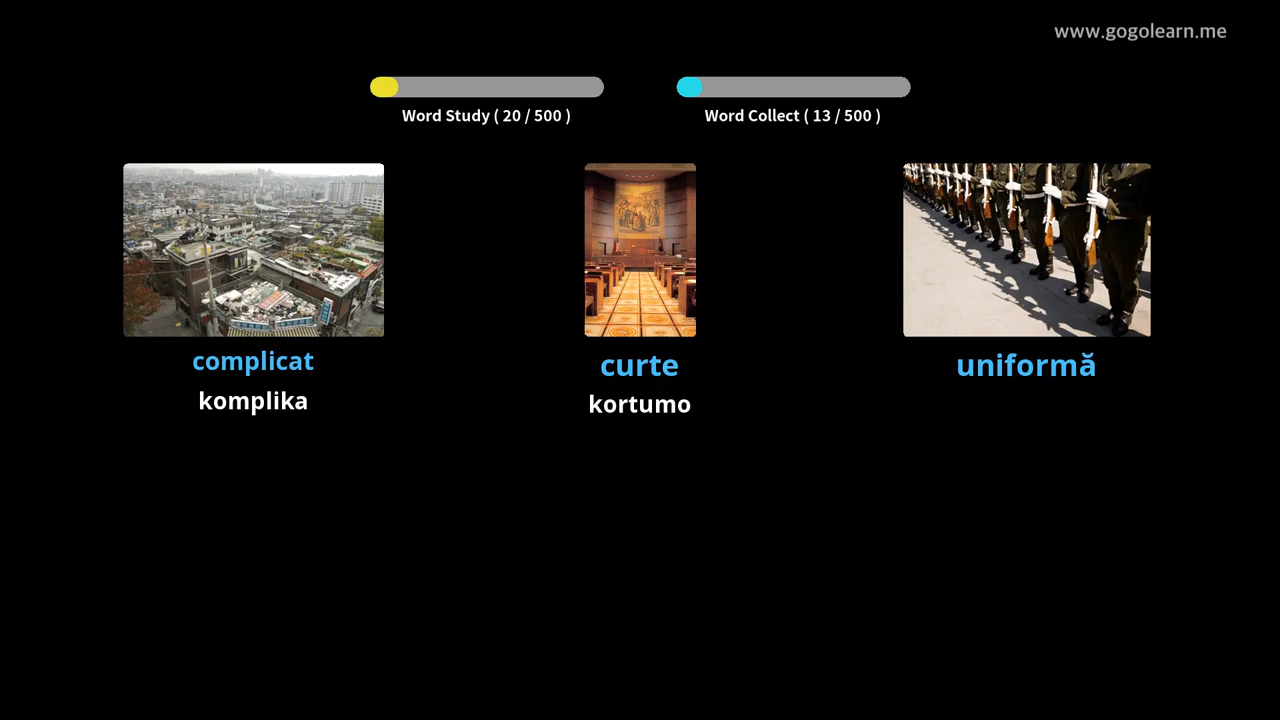 www.gogolearn.me
Word Study ( 20 / 500 )
Word Collect ( 13 / 500 )
complicat
curte
uniformă
komplika
kortumo